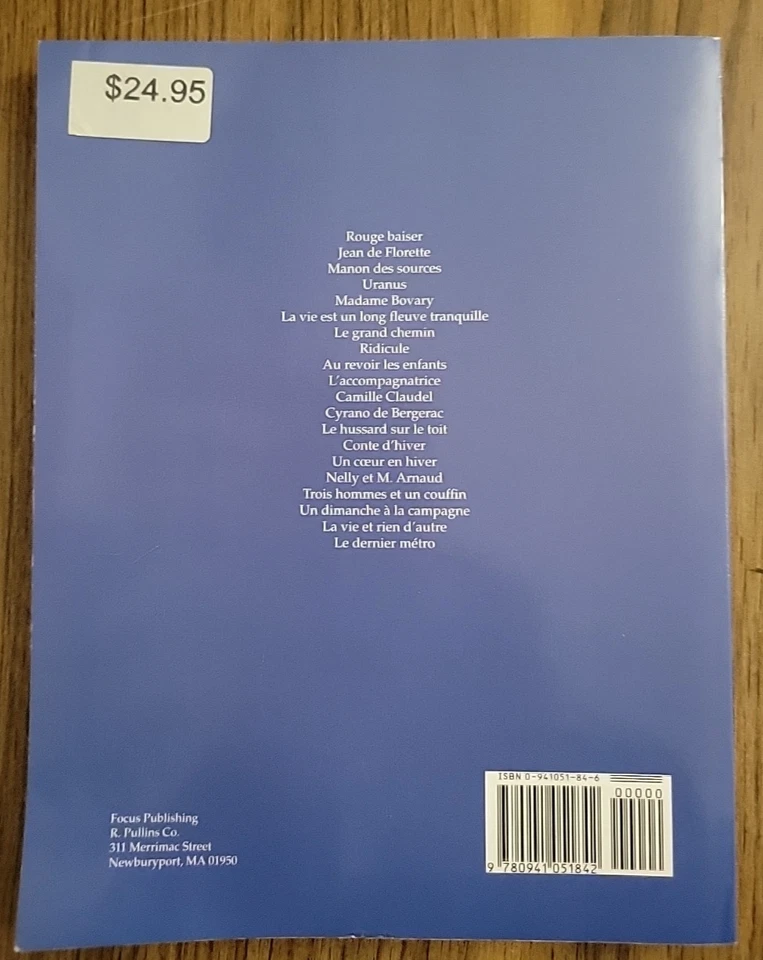 $24.95
Rouge baiser
Jean de Florette
Manon des sources
Uranus
Madame Bovary
La vie est un long fleuve tranquille
Le grand chemin
Ridicule
Au revoir les enfants
L'accompagnatrice
Camille Claudel
Cyrano de Bergerac
Le hussard sur le toit
Conte d'hiver
Un cœur en hiver
Nelly et M. Arnaud
Trois hommes et un couffin
Un dimanche à la campagne
La vie et rien d'autre
Le dernier métro
Focus Publishing
R. Pullins Co.
311 Merrimac Street
Newburyport, MA 01950
ISBN 0-941051-84-6
00000
9 780941 051842